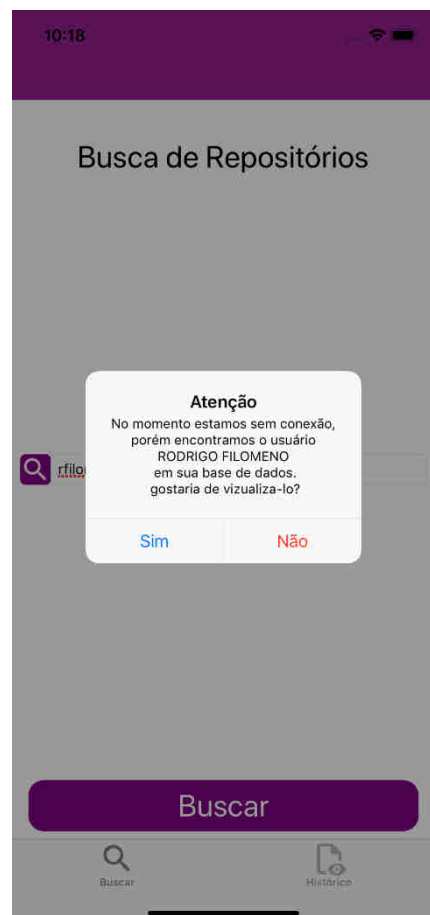 10:18
Busca de Repositórios
Atenção
No momento estamos sem conexão,
porém encontramos o usuário
RODRIGO FILOMENO
em sua base de dados.
gostaria de vizualiza-lo?
rfilo
Sim
Não
Buscar
Buscar
Histórico